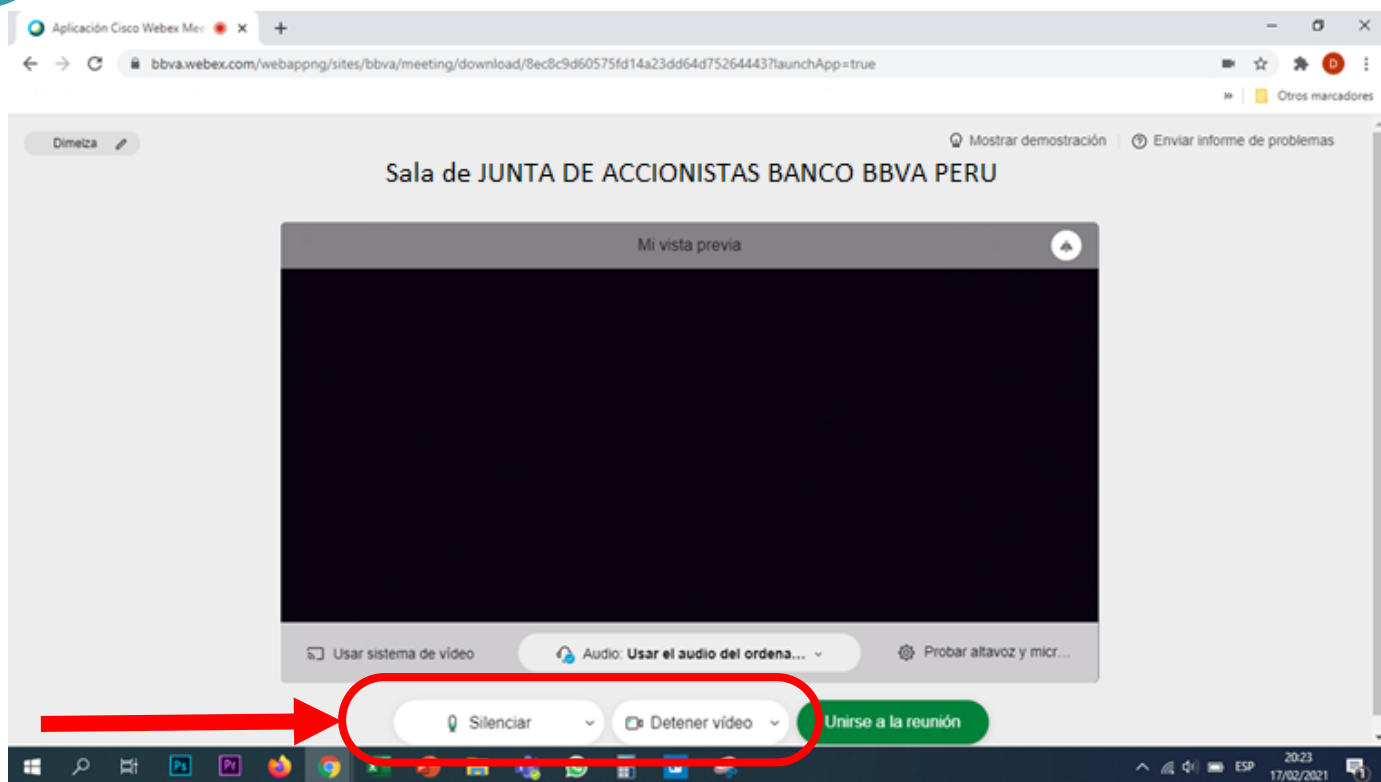 Aplicación Cisco Webex Mee
bbva.webex.com/webappng/sites/bbva/meeting/download/8ec8c9d60575fd14a23dd64d75264443?launchApp=true
D
Otros marcadores
Dimelza
Mostrar demostración
Enviar informe de problemas
Sala de JUNTA DE ACCIONISTAS BANCO BBVA PERU
Mi vista previa
Usar sistema de vídeo
Audio: Usar el audio del ordena...
Probar altavoz y micr...
Silenciar
Detener vídeo
Unirse a la reunión
Ps
Pr
ESP
20:23
17/02/2021